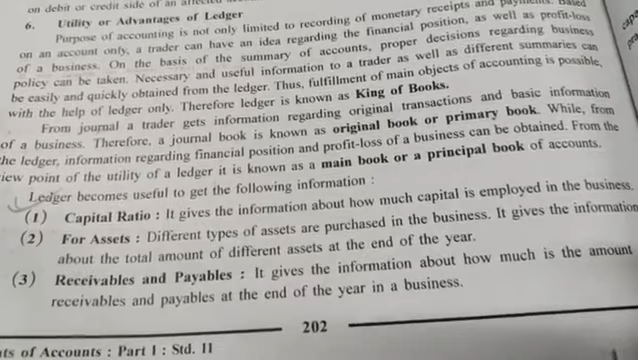 on debit or credit side of an affected
6. Utility or Advantages of Ledger
Purpose of accounting is not only limited to recording of monetary receipts and payments. Based
on an account only, a trader can have an idea regarding the financial position, as well as profit-loss
of a business. On the basis of the summary of accounts, proper decisions regarding business
policy can be taken. Necessary and useful information to a trader as well as different summaries can
be easily and quickly obtained from the ledger. Thus, fulfillment of main objects of accounting is possible,
with the help of ledger only. Therefore ledger is known as King of Books.
From journal a trader gets information regarding original transactions and basic information
of a business. Therefore, a journal book is known as original book or primary book. While, from
he ledger, information regarding financial position and profit-loss of a business can be obtained. From the
iew point of the utility of a ledger it is known as a main book or a principal book of accounts.
Ledger becomes useful to get the following information :
(1) Capital Ratio : It gives the information about how much capital is employed in the business.
(2) For Assets : Different types of assets are purchased in the business. It gives the information
about the total amount of different assets at the end of the year.
(3) Receivables and Payables : It gives the information about how much is the amount
receivables and payables at the end of the year in a business.
202
nts of Accounts : Part I : Std. 11